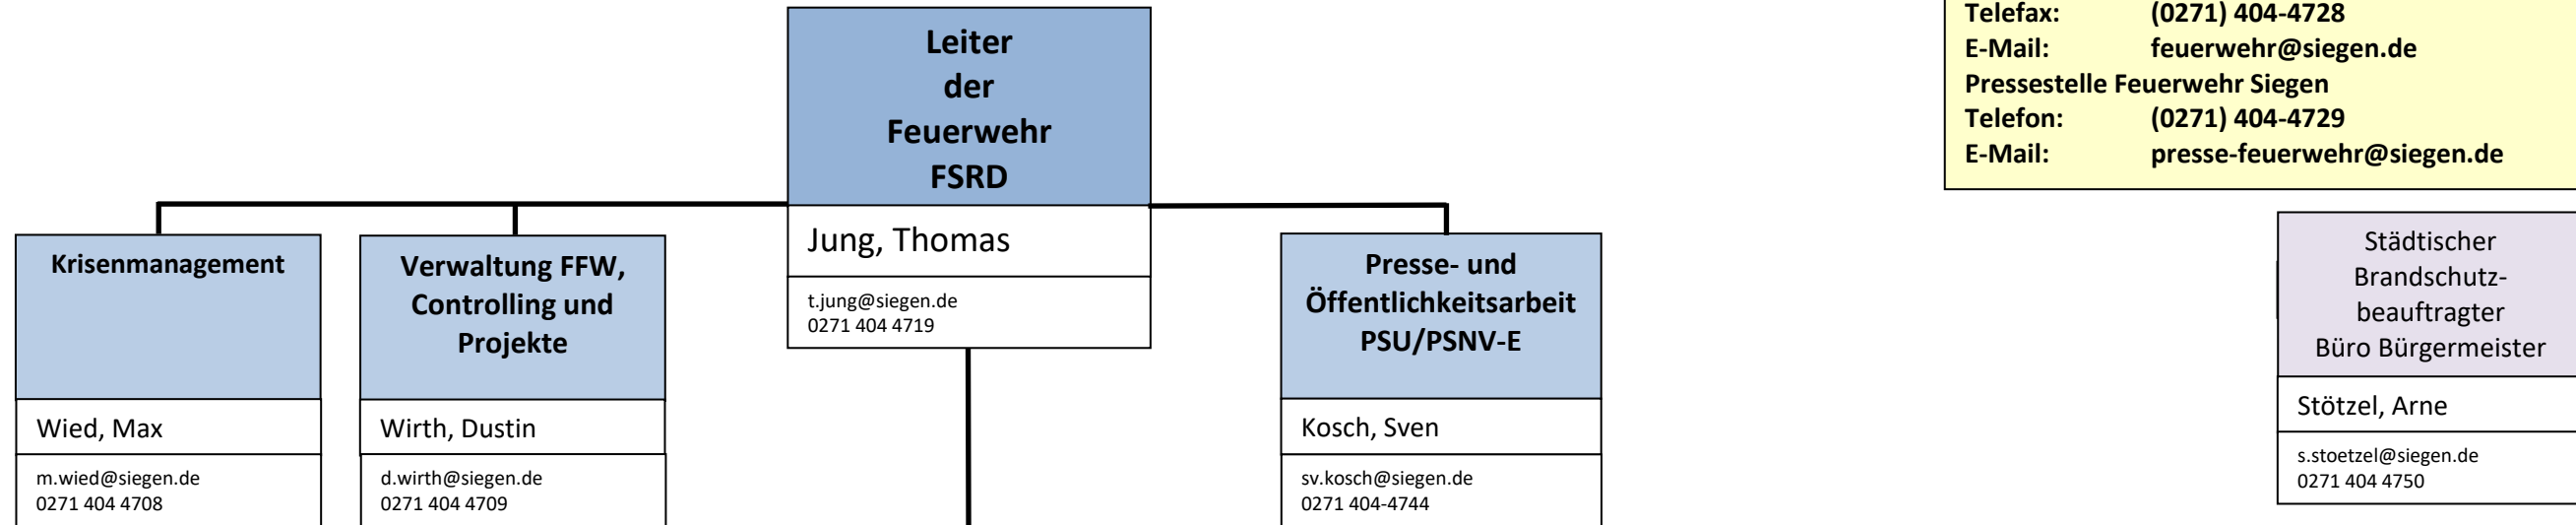 Leiter
der
Feuerwehr
FSRD
Jung, Thomas
t.jung@siegen.de
0271 404 4719
Telefax: (0271) 404-4728
E-Mail: feuerwehr@siegen.de
Pressestelle Feuerwehr Siegen
Telefon: (0271) 404-4729
E-Mail: presse-feuerwehr@siegen.de
Krisenmanagement
Wied, Max
m.wied@siegen.de
0271 404 4708
Verwaltung FFW,
Controlling und
Projekte
Wirth, Dustin
d.wirth@siegen.de
0271 404 4709
Presse- und
Öffentlichkeitsarbeit
PSU/PSNV-E
Kosch, Sven
sv.kosch@siegen.de
0271 404-4744
Städtischer
Brandschutz-
beauftragter
Büro Bürgermeister
Stötzel, Arne
s.stoetzel@siegen.de
0271 404 4750